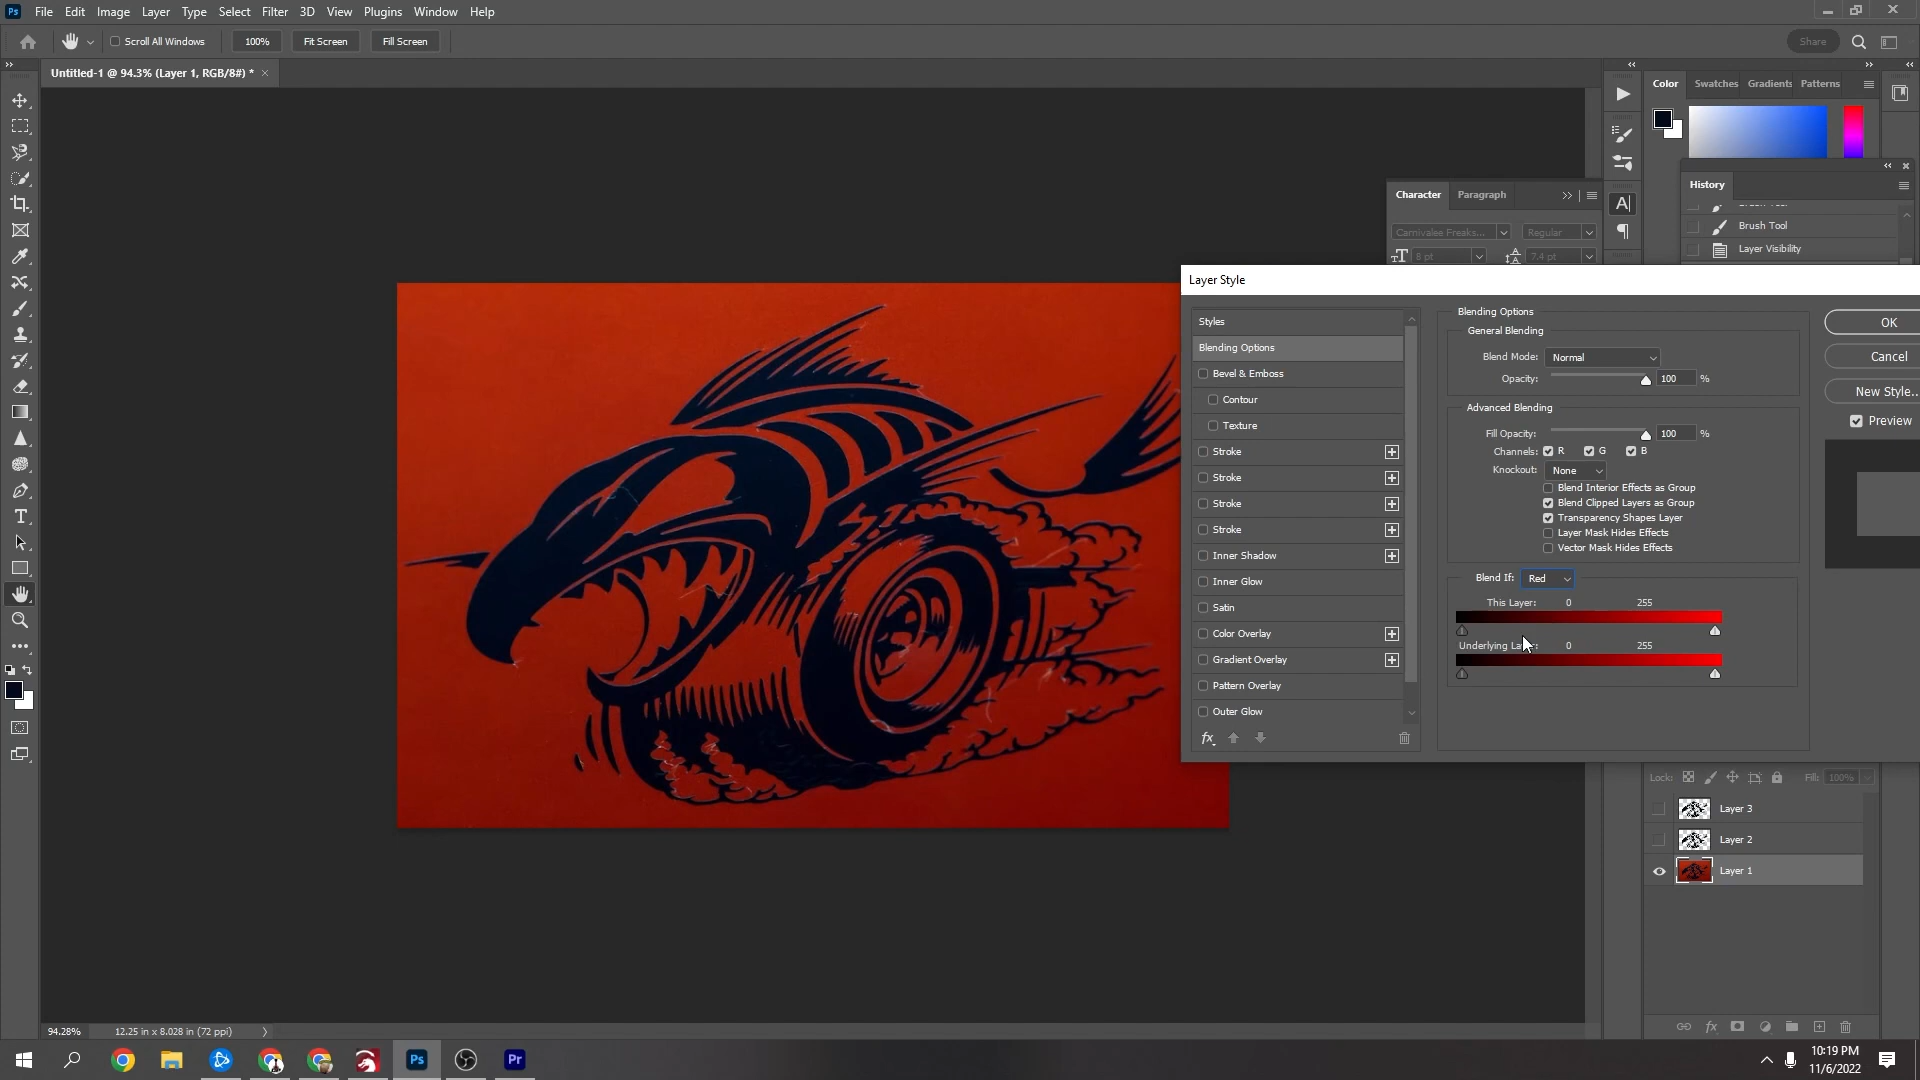 Ps File Edit Image Layer Type Select Filter 3D View Plugins Window Help
Scroll All Windows 100% Fit Screen Fill Screen Share
Untitled-1 @ 94.3% (Layer 1, RGB/8#) * ×
Color Swatches Gradients Patterns
History
Brush Tool
Layer Visibility
Character Paragraph
Carnivalee Freaks... Regular
8 pt 7.4 pt
Layer Style
Styles
Blending Options
Bevel & Emboss
Contour
Texture
Stroke
Stroke
Stroke
Stroke
Inner Shadow
Inner Glow
Satin
Color Overlay
Gradient Overlay
Pattern Overlay
Outer Glow
fx
Blending Options
General Blending
Blend Mode: Normal
Opacity: 100 %
Advanced Blending
Fill Opacity: 100 %
Channels: R G B
Knockout: None
Blend Interior Effects as Group
Blend Clipped Layers as Group
Transparency Shapes Layer
Layer Mask Hides Effects
Vector Mask Hides Effects
Blend If: Red
This Layer: 0 255
Underlying 0 255
OK
Cancel
New Style..
Preview
Lock: Fill: 100%
Layer 3
Layer 2
Layer 1
fx
94.28% 12.25 in x 8.028 in (72 ppi)
Ps Pr
10:19 PM
11/6/2022